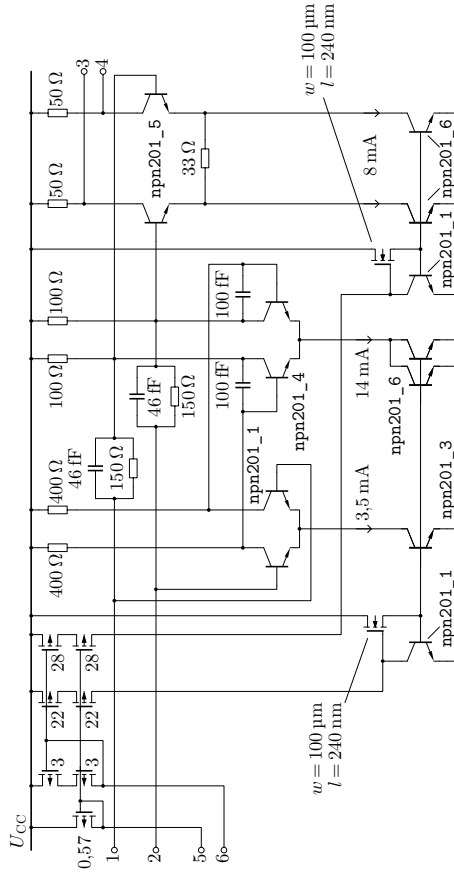 U_CC
0,57
3
3
22
22
28
28
1
2
5
6
400 Ω
400 Ω
46 fF
150 Ω
100 Ω
100 Ω
46 fF
150 Ω
50 Ω
50 Ω
3
4
npn201_5
33 Ω
100 fF
100 fF
npn201_1
npn201_4
3,5 mA
14 mA
8 mA
w = 100 µm
l = 240 nm
w = 100 µm
l = 240 nm
npn201_1
npn201_3
npn201_6
npn201_1
npn201_6